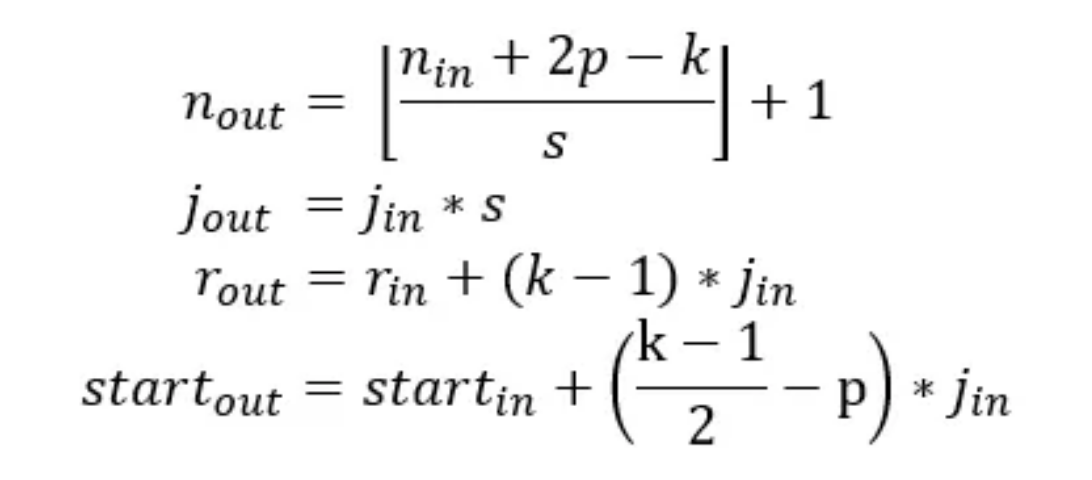 n_out = ⌊(n_in + 2p − k)/s⌋ + 1
j_out = j_in * s
r_out = r_in + (k − 1) * j_in
start_out = start_in + ((k − 1)/2 − p) * j_in